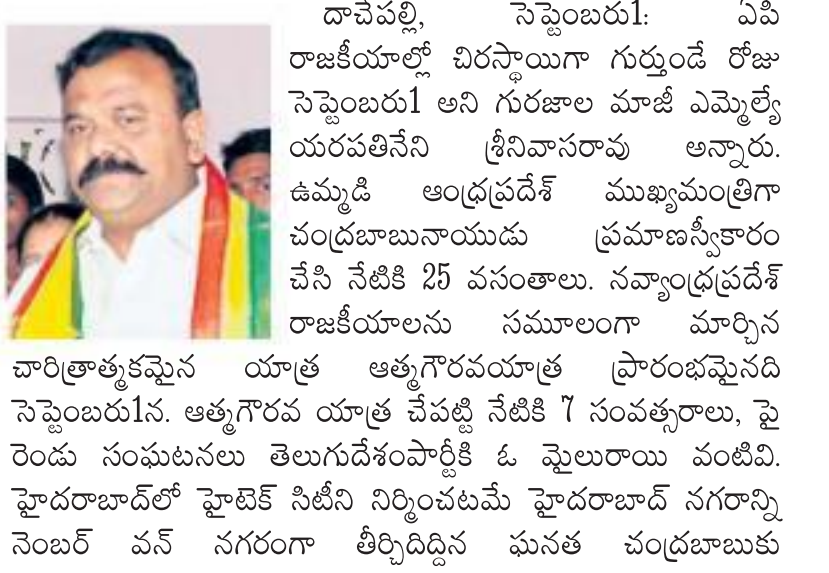 దాచేపల్లి, సెప్టెంబరు1: ఏపి
రాజకీయాల్లో చిరస్థాయిగా గుర్తుండే రోజు
సెప్టెంబరు1 అని గురజాల మాజీ ఎమ్మెల్యే
యరపతినేని శ్రీనివాసరావు అన్నారు.
ఉమ్మడి ఆంధ్రప్రదేశ్ ముఖ్యమంత్రిగా
చంద్రబాబునాయుడు ప్రమాణస్వీకారం
చేసి నేటికి 25 వసంతాలు. నవ్యాంధ్రప్రదేశ్
రాజకీయాలను సమూలంగా మార్చిన
చారిత్రాత్మకమైన యాత్ర ఆత్మగౌరవయాత్ర ప్రారంభమైనది
సెప్టెంబరు1న. ఆత్మగౌరవ యాత్ర చేపట్టి నేటికి 7 సంవత్సరాలు, పై
రెండు సంఘటనలు తెలుగుదేశంపార్టీకి ఓ మైలురాయి వంటివి.
హైదరాబాద్‌లో హైటెక్ సిటీని నిర్మించటమే హైదరాబాద్ నగరాన్ని
నెంబర్ వన్ నగరంగా తీర్చిదిద్దిన ఘనత చంద్రబాబుకు